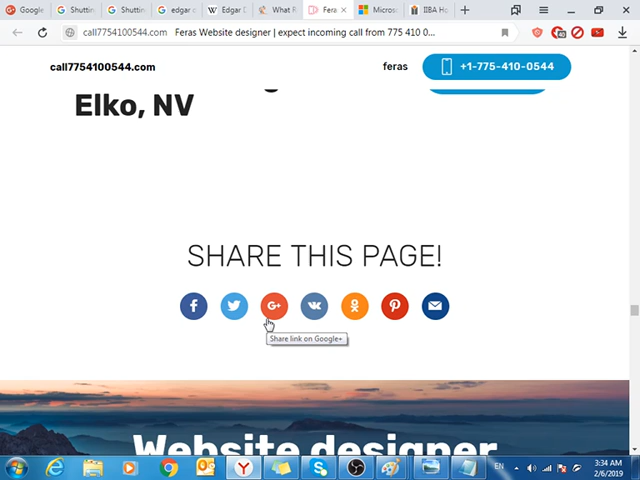 Google
Shuttin
Shuttin
edgar c
Edgar D
What R
Fera
Microso
IIBA Ho
call7754100544.com Feras Website designer | expect incoming call from 775 410 0...
40
call7754100544.com
feras
+1-775-410-0544
Elko, NV
SHARE THIS PAGE!
Share link on Google+
Website designer
EN
3:34 AM
2/6/2019